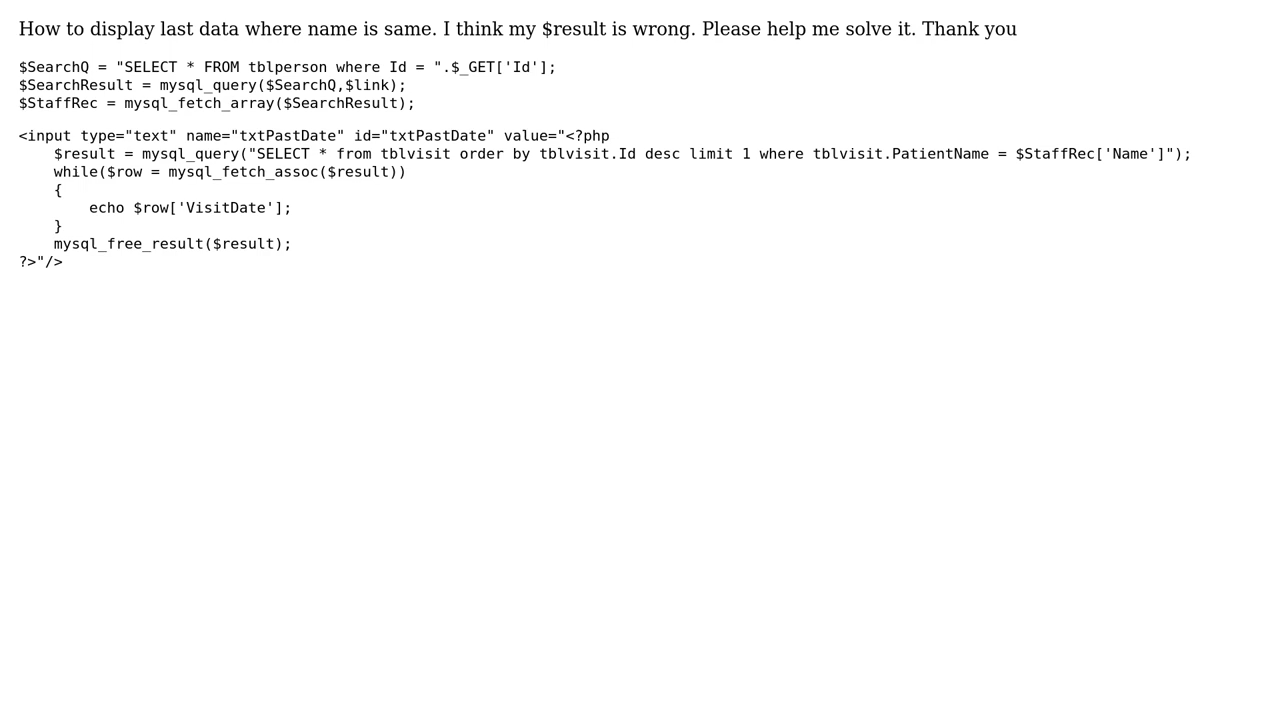 How to display last data where name is same. I think my $result is wrong. Please help me solve it. Thank you
$SearchQ = "SELECT * FROM tblperson where Id = ".$_GET['Id'];
$SearchResult = mysql_query($SearchQ,$link);
$StaffRec = mysql_fetch_array($SearchResult);
<input type="text" name="txtPastDate" id="txtPastDate" value="<?php
    $result = mysql_query("SELECT * from tblvisit order by tblvisit.Id desc limit 1 where tblvisit.PatientName = $StaffRec['Name']");
    while($row = mysql_fetch_assoc($result))
    {
        echo $row['VisitDate'];
    }
    mysql_free_result($result);
?>"/>